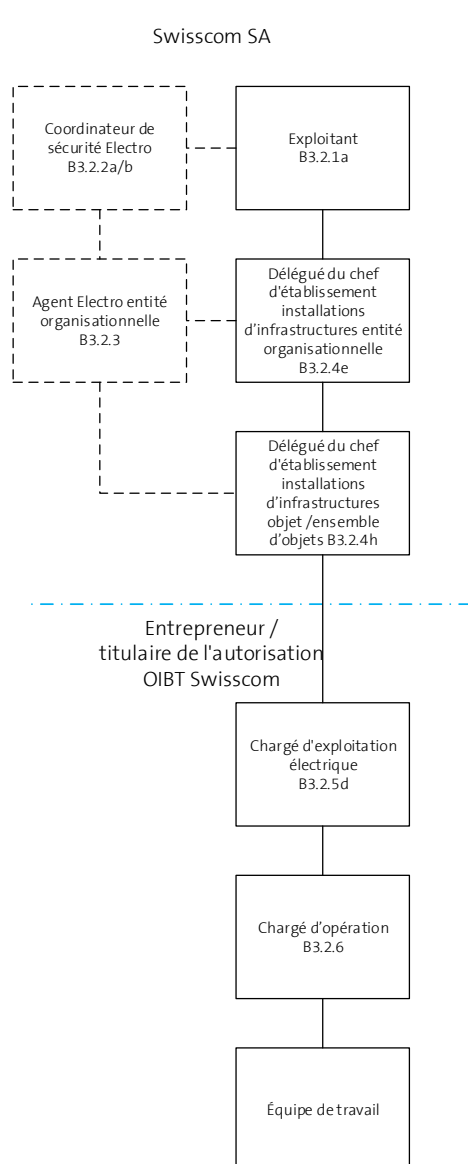 Swisscom SA
Coordinateur de
sécurité Electro
B3.2.2a/b
Exploitant
B3.2.1a
Agent Electro entité
organisationnelle
B3.2.3
Délégué du chef
d'établissement
installations
d'infrastructures entité
organisationnelle
B3.2.4e
Délégué du chef
d'établissement
installations
d'infrastructures
objet /ensemble
d'objets B3.2.4h
Entrepreneur /
titulaire de l'autorisation
OIBT Swisscom
Chargé d'exploitation
électrique
B3.2.5d
Chargé d'opération
B3.2.6
Équipe de travail